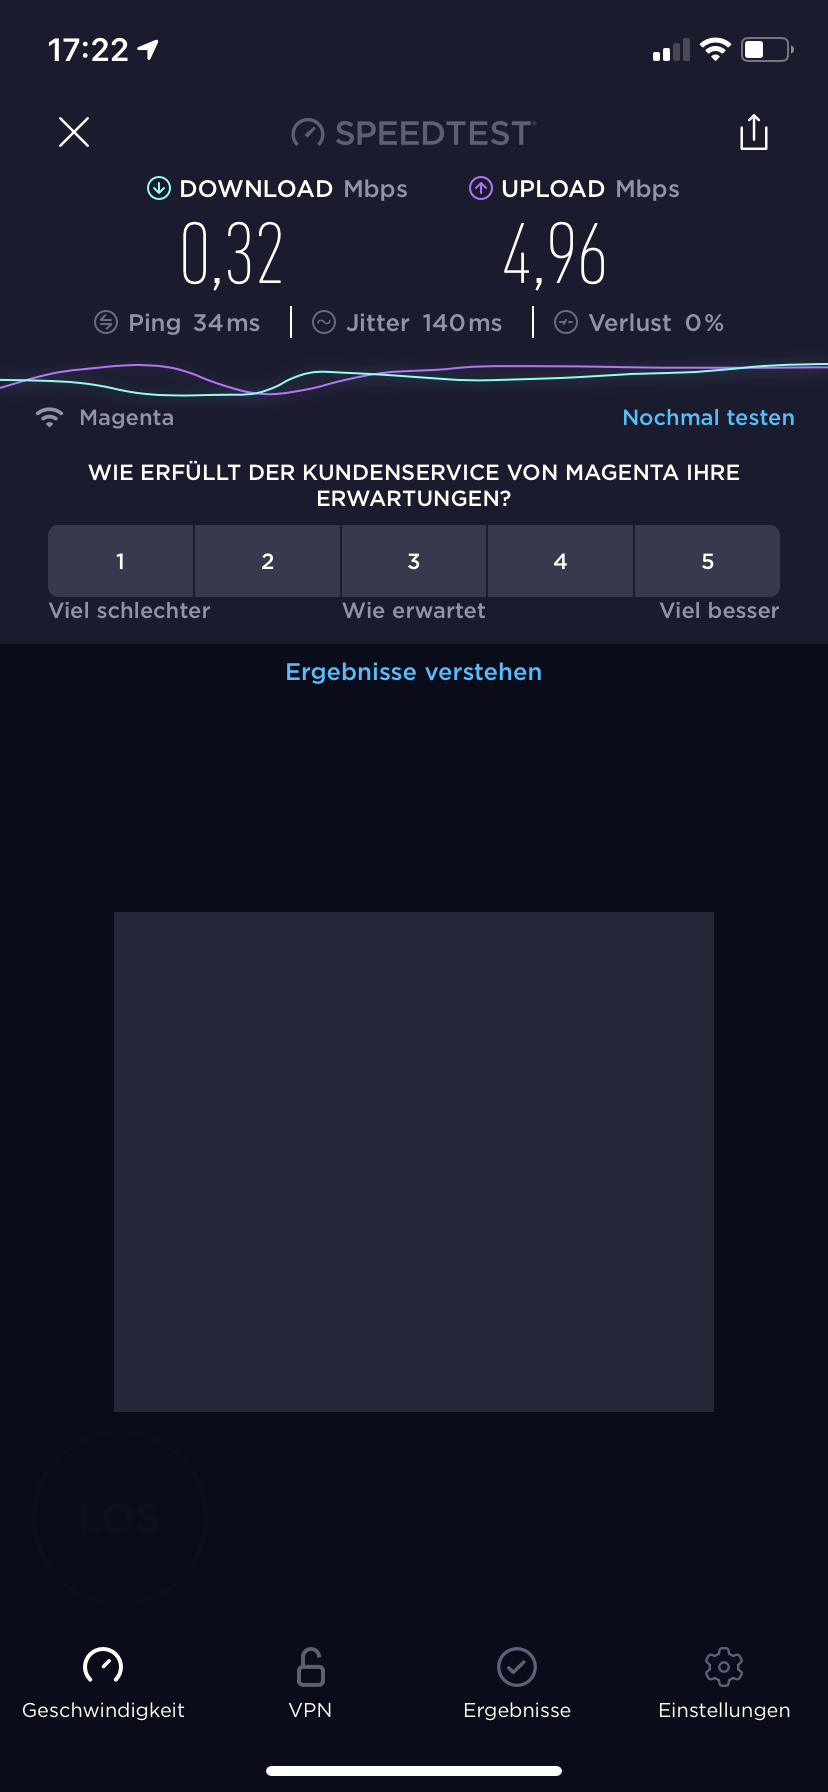 17:22
SPEEDTEST
DOWNLOAD Mbps
UPLOAD Mbps
0,32
4,96
Ping 34 ms
Jitter 140 ms
Verlust 0 %
Magenta
Nochmal testen
WIE ERFÜLLT DER KUNDENSERVICE VON MAGENTA IHRE
ERWARTUNGEN?
1 2 3 4 5
Viel schlechter Wie erwartet Viel besser
Ergebnisse verstehen
LOS
Geschwindigkeit VPN Ergebnisse Einstellungen